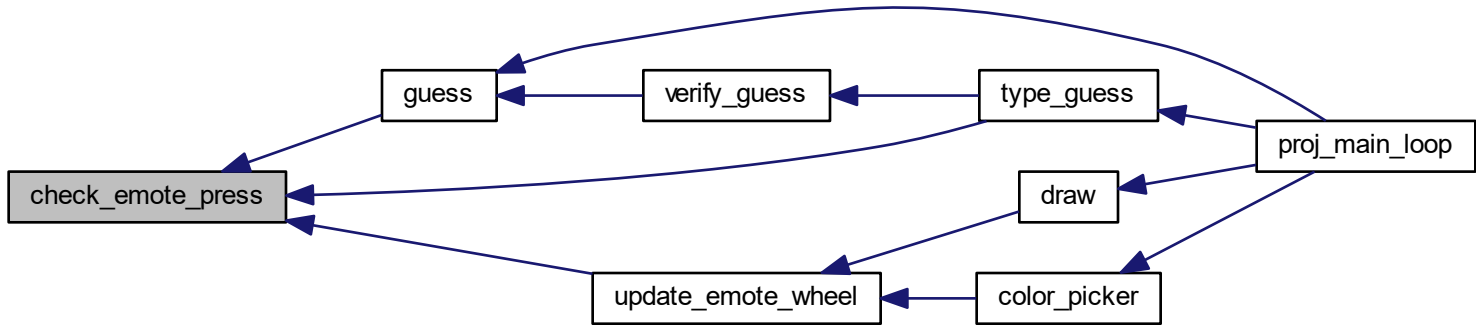 guess
verify_guess
type_guess
proj_main_loop
check_emote_press
draw
update_emote_wheel
color_picker